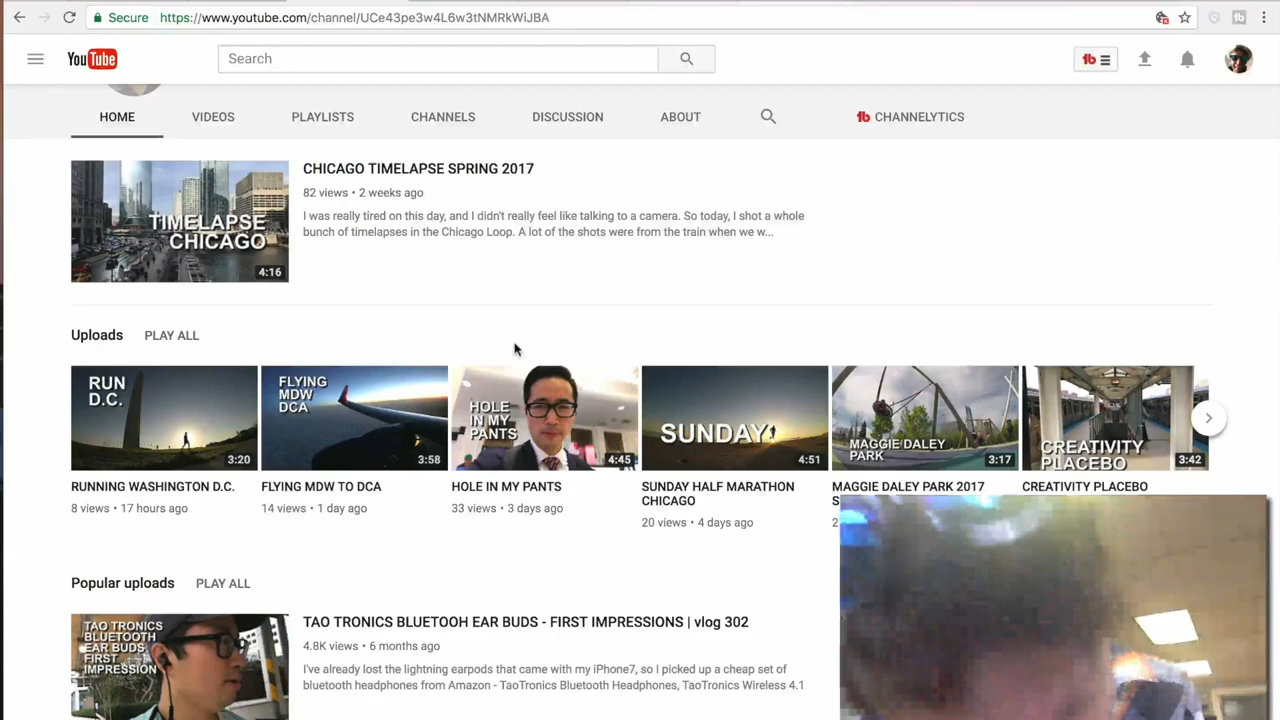 Secure https://www.youtube.com/channel/UCe43pe3w4L6w3tNMRkWiJBA
YouTube
Search
tb
HOME VIDEOS PLAYLISTS CHANNELS DISCUSSION ABOUT tb CHANNELYTICS
TIMELAPSE
CHICAGO
4:16
CHICAGO TIMELAPSE SPRING 2017
82 views • 2 weeks ago
I was really tired on this day, and I didn't really feel like talking to a camera. So today, I shot a whole
bunch of timelapses in the Chicago Loop. A lot of the shots were from the train when we w...
Uploads PLAY ALL
RUN
D.C.
3:20
RUNNING WASHINGTON D.C.
8 views • 17 hours ago
FLYING
MDW
DCA
3:58
FLYING MDW TO DCA
14 views • 1 day ago
HOLE
IN MY
PANTS
4:45
HOLE IN MY PANTS
33 views • 3 days ago
SUNDAY
4:51
SUNDAY HALF MARATHON
CHICAGO
20 views • 4 days ago
MAGGIE DALEY
PARK
3:17
MAGGIE DALEY PARK 2017
CREATIVITY
PLACEBO
3:42
CREATIVITY PLACEBO
Popular uploads PLAY ALL
TAO TRONICS
BLUETOOTH
EAR BUDS
FIRST
IMPRESSION
TAO TRONICS BLUETOOH EAR BUDS - FIRST IMPRESSIONS | vlog 302
4.8K views • 6 months ago
I've already lost the lightning earpods that came with my iPhone7, so I picked up a cheap set of
bluetooth headphones from Amazon - TaoTronics Bluetooth Headphones, TaoTronics Wireless 4.1